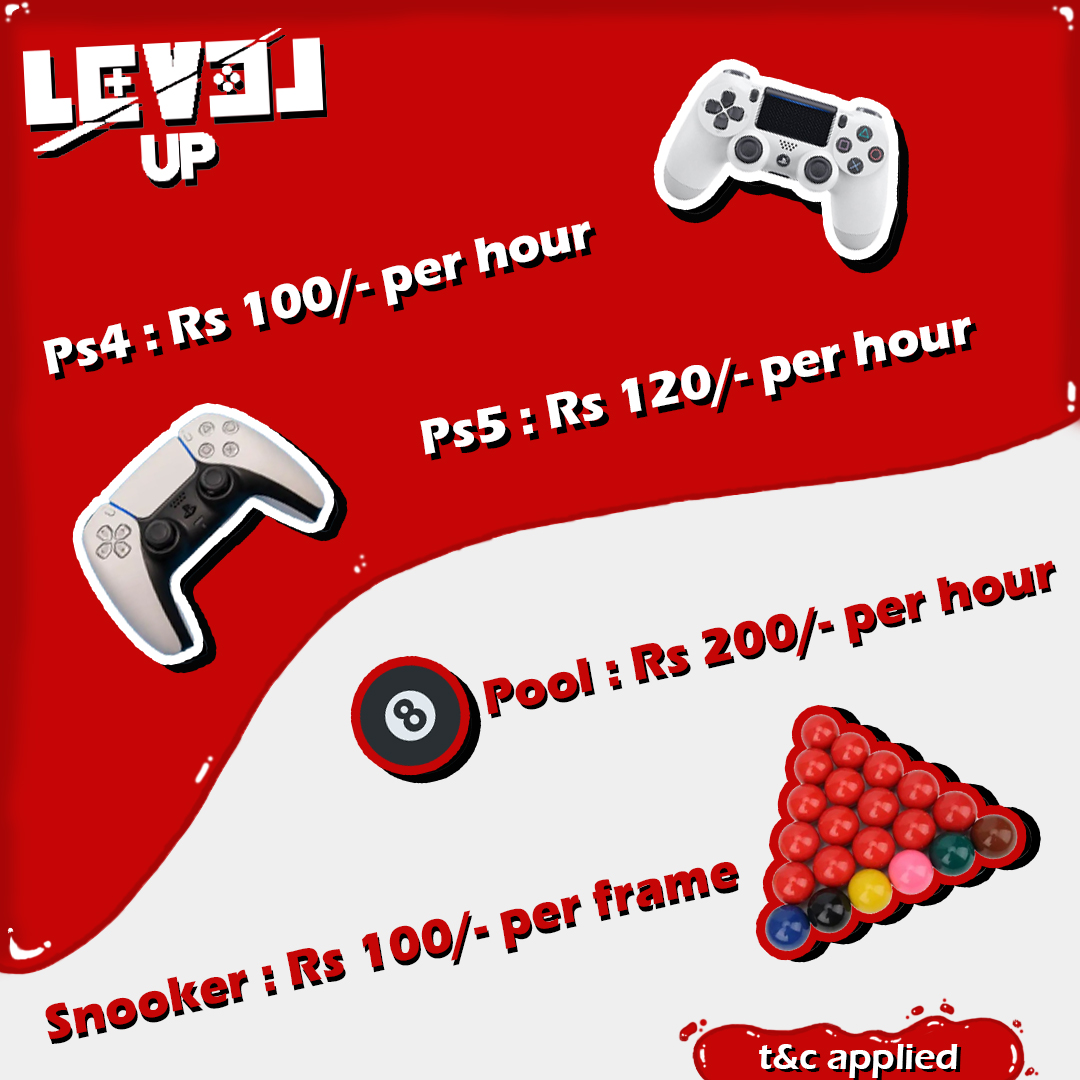 LEVEL
UP
Ps4 : Rs 100/- per hour
Ps5 : Rs 120/- per hour
8
Pool : Rs 200/- per hour
Snooker : Rs 100/- per frame
t&c applied